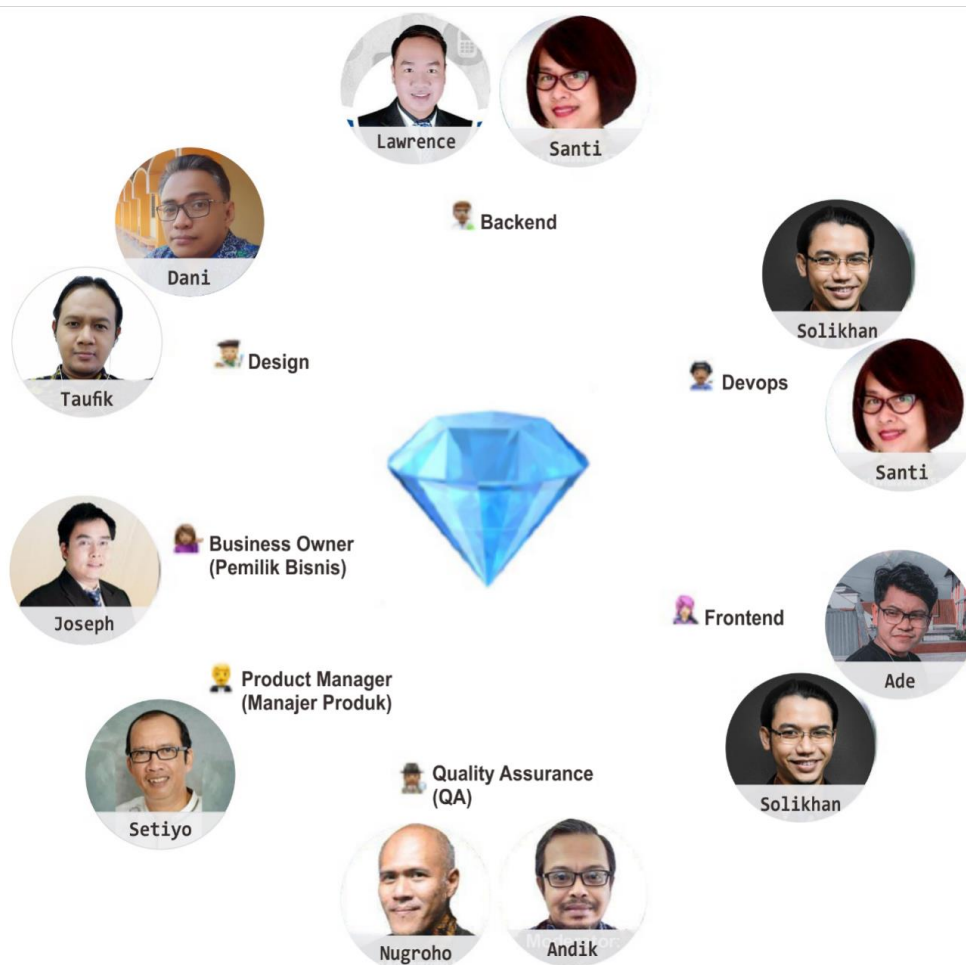 Lawrence
Santi
Backend
Dani
Taufik
Design
Solikhan
Devops
Santi
Joseph
Business Owner
(Pemilik Bisnis)
Frontend
Ade
Solikhan
Product Manager
(Manajer Produk)
Setiyo
Quality Assurance
(QA)
Nugroho
Moderator:
Andik